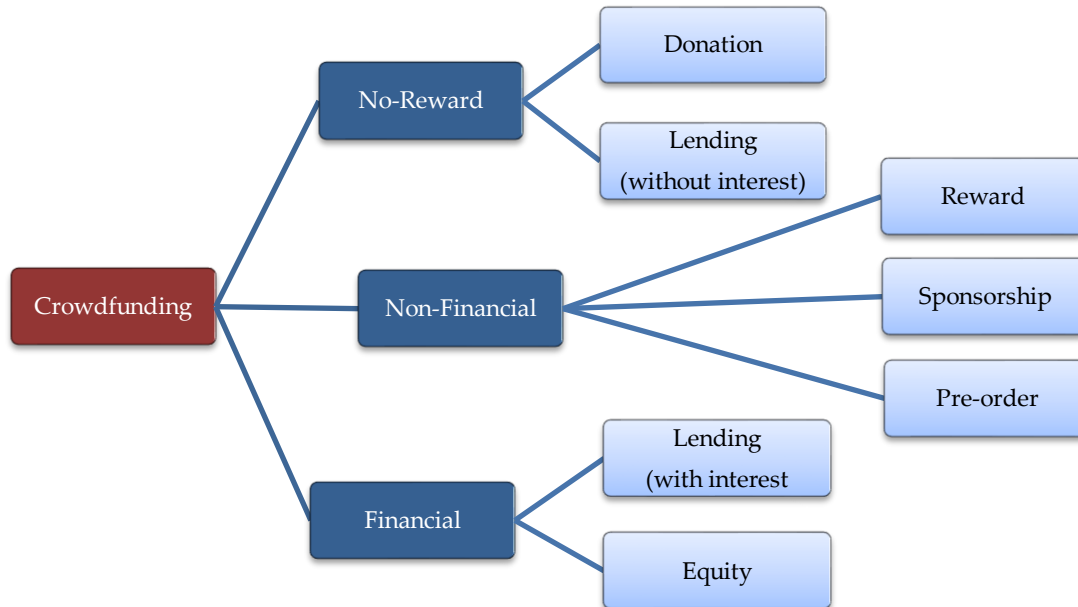 Donation
No-Reward
Lending
(without interest)
Reward
Crowdfunding
Non-Financial
Sponsorship
Pre-order
Lending
(with interest
Financial
Equity